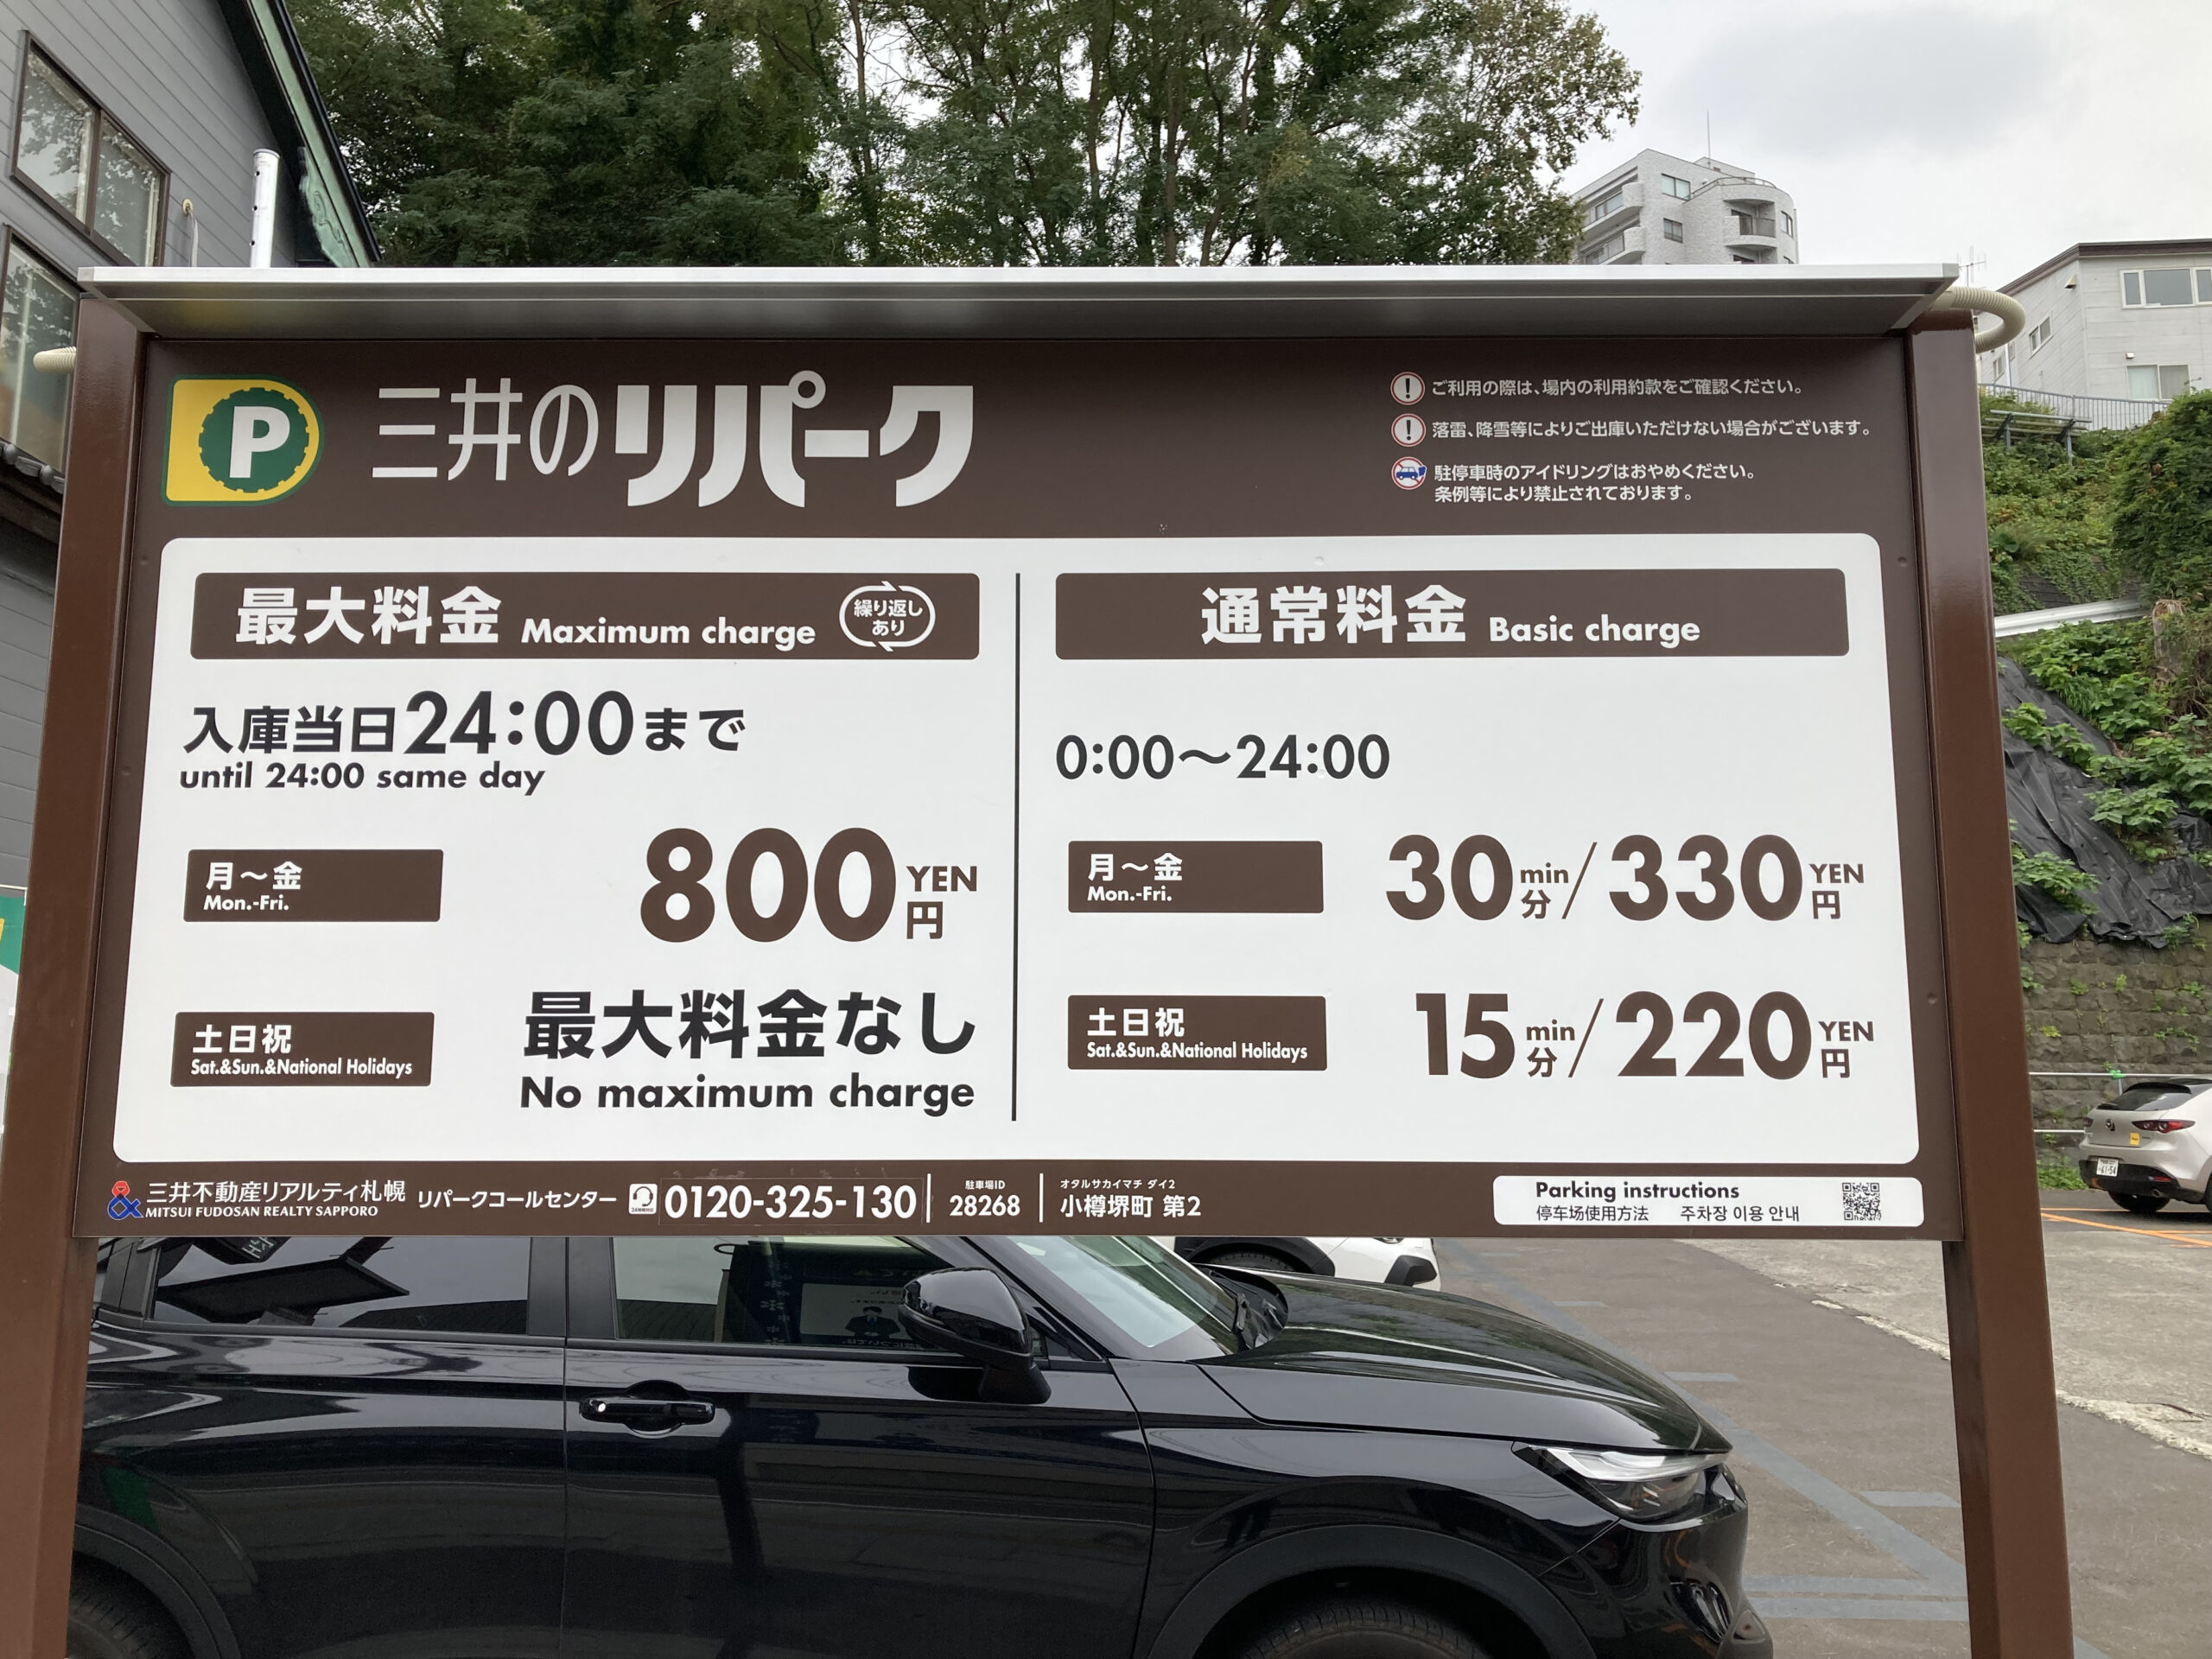 P 三井のリパーク
ご利用の際は、場内の利用約款をご確認ください。
落雷、降雪等によりご出庫いただけない場合がございます。
駐停車時のアイドリングはおやめください。
条例等により禁止されております。
最大料金 Maximum charge 繰り返し
あり
入庫当日24:00まで
until 24:00 same day
月〜金
Mon.-Fri.
800 YEN
円
土日祝
Sat.&Sun.&National Holidays
最大料金なし
No maximum charge
通常料金 Basic charge
0:00〜24:00
月〜金
Mon.-Fri.
30 min
分/330 YEN
円
土日祝
Sat.&Sun.&National Holidays
15 min
分/220 YEN
円
三井不動産リアルティ札幌
MITSUI FUDOSAN REALTY SAPPORO
リパークコールセンター 0120-325-130
駐車場ID
28268
オタルサカイマチ ダイ2
小樽堺町 第2
Parking instructions
停车场使用方法 주차장 이용 안내